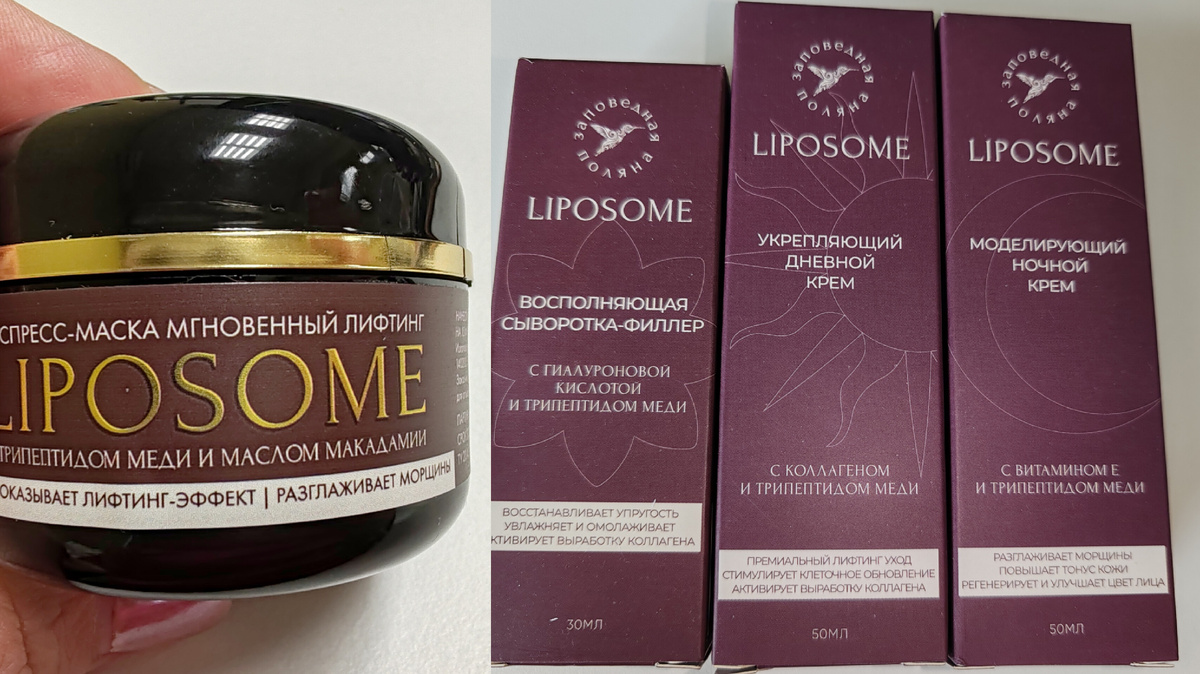 СПРЕСС-МАСКА МГНОВЕННЫЙ ЛИФТИНГ
LIPOSOME
ТРИПЕПТИДОМ МЕДИ И МАСЛОМ МАКАДАМИИ
ОКАЗЫВАЕТ ЛИФТИНГ-ЭФФЕКТ | РАЗГЛАЖИВАЕТ МОРЩИНЫ
заповедная поляна
LIPOSOME
ВОСПОЛНЯЮЩАЯ
СЫВОРОТКА-ФИЛЛЕР
С ГИАЛУРОНОВОЙ
КИСЛОТОЙ
И ТРИПЕПТИДОМ МЕДИ
ВОССТАНАВЛИВАЕТ УПРУГОСТЬ
УВЛАЖНЯЕТ И ОМОЛАЖИВАЕТ
КТИВИРУЕТ ВЫРАБОТКУ КОЛЛАГЕНА
30МЛ
заповедная поляна
LIPOSOME
УКРЕПЛЯЮЩИЙ
ДНЕВНОЙ
КРЕМ
С КОЛЛАГЕНОМ
И ТРИПЕПТИДОМ МЕДИ
ПРЕМИАЛЬНЫЙ ЛИФТИНГ УХОД
СТИМУЛИРУЕТ КЛЕТОЧНОЕ ОБНОВЛЕНИЕ
АКТИВИРУЕТ ВЫРАБОТКУ КОЛЛАГЕНА
50МЛ
заповедная поляна
LIPOSOME
МОДЕЛИРУЮЩИЙ
НОЧНОЙ
КРЕМ
С ВИТАМИНОМ Е
И ТРИПЕПТИДОМ МЕДИ
РАЗГЛАЖИВАЕТ МОРЩИНЫ
ПОВЫШАЕТ ТОНУС КОЖИ
РЕГЕНЕРИРУЕТ И УЛУЧШАЕТ ЦВЕТ ЛИЦА
50МЛ